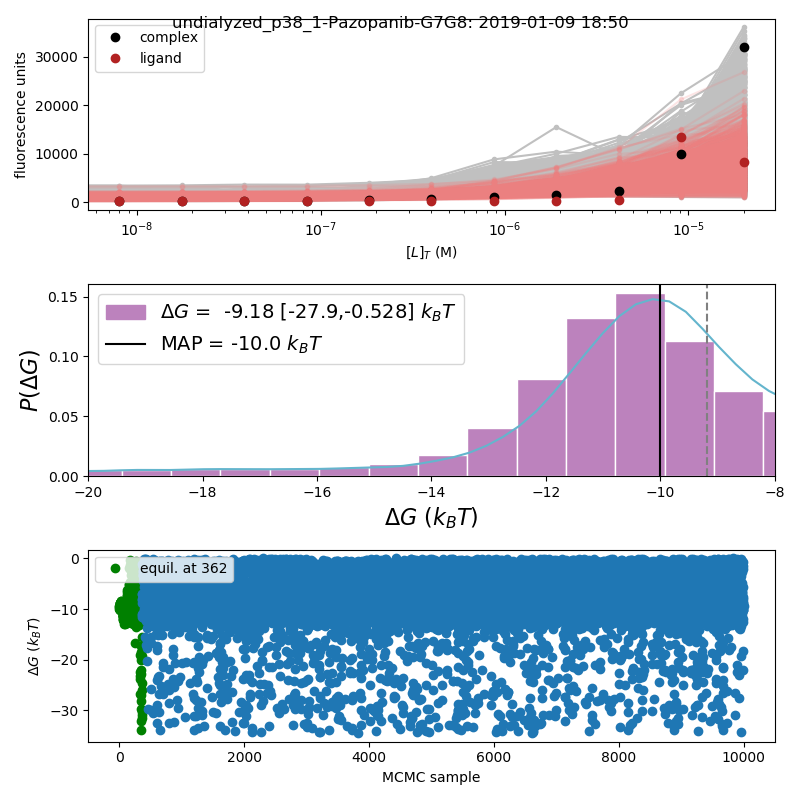 undialyzed_p38_1-Pazopanib-G7G8: 2019-01-09 18:50
complex
ligand
fluorescence units
30000
20000
10000
0
10⁻⁸ 10⁻⁷ 10⁻⁶ 10⁻⁵
[L]_T (M)
ΔG = -9.18 [-27.9,-0.528] k_BT
MAP = -10.0 k_BT
P(ΔG)
0.15
0.10
0.05
0.00
−20 −18 −16 −14 −12 −10 −8
ΔG (k_BT)
equil. at 362
ΔG (k_BT)
0
−10
−20
−30
0 2000 4000 6000 8000 10000
MCMC sample